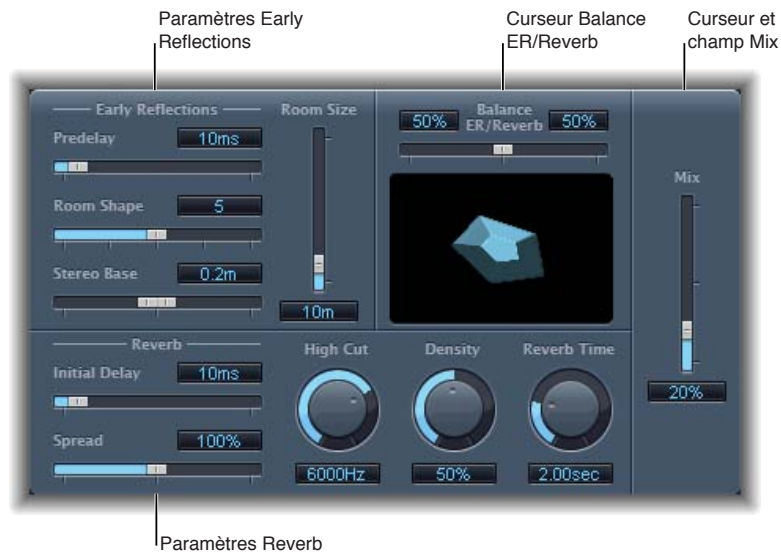 Paramètres Early
Reflections
Curseur Balance
ER/Reverb
Curseur et
champ Mix
Early Reflections
Predelay 10ms
Room Shape 5
Stereo Base 0.2m
Room Size
10m
50% Balance 50%
ER/Reverb
Mix
20%
Reverb
Initial Delay 10ms
Spread 100%
High Cut
6000Hz
Density
50%
Reverb Time
2.00sec
Paramètres Reverb